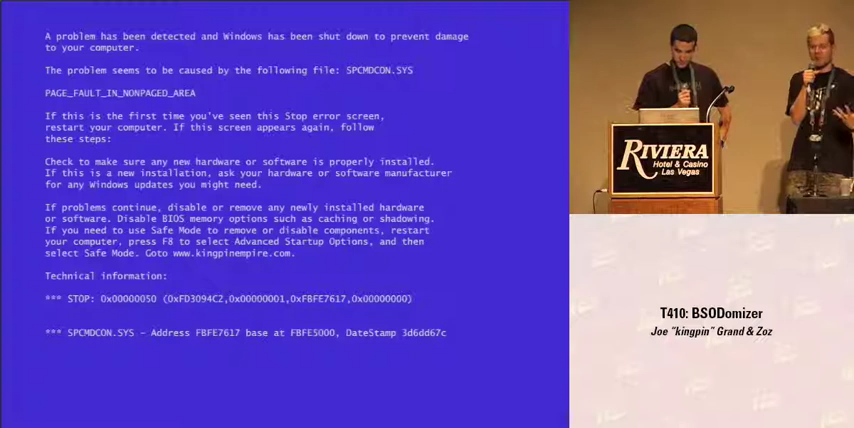 A problem has been detected and Windows has been shut down to prevent damage
to your computer.
The problem seems to be caused by the following file: SPCMDCON.SYS
PAGE_FAULT_IN_NONPAGED_AREA
If this is the first time you've seen this Stop error screen,
restart your computer. If this screen appears again, follow
these steps:
Check to make sure any new hardware or software is properly installed.
If this is a new installation, ask your hardware or software manufacturer
for any Windows updates you might need.
If problems continue, disable or remove any newly installed hardware
or software. Disable BIOS memory options such as caching or shadowing.
If you need to use Safe Mode to remove or disable components, restart
your computer, press F8 to select Advanced Startup Options, and then
select Safe Mode. Goto www.kingpinempire.com.
Technical information:
*** STOP: 0x00000050 (0xFD3094C2,0x00000001,0xFBFE7617,0x00000000)
*** SPCMDCON.SYS - Address FBFE7617 base at FBFE5000, DateStamp 3d6dd67c
RIVIERA
Hotel & Casino
Las Vegas
T410: BSODomizer
Joe "kingpin" Grand & Zoz